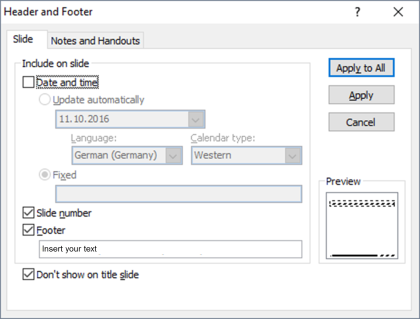 Header and Footer
Slide
Notes and Handouts
Include on slide
Date and time
Update automatically
11.10.2016
Language:
Calendar type:
German (Germany)
Western
Fixed
Slide number
Footer
Insert your text
Don't show on title slide
Apply to All
Apply
Cancel
Preview